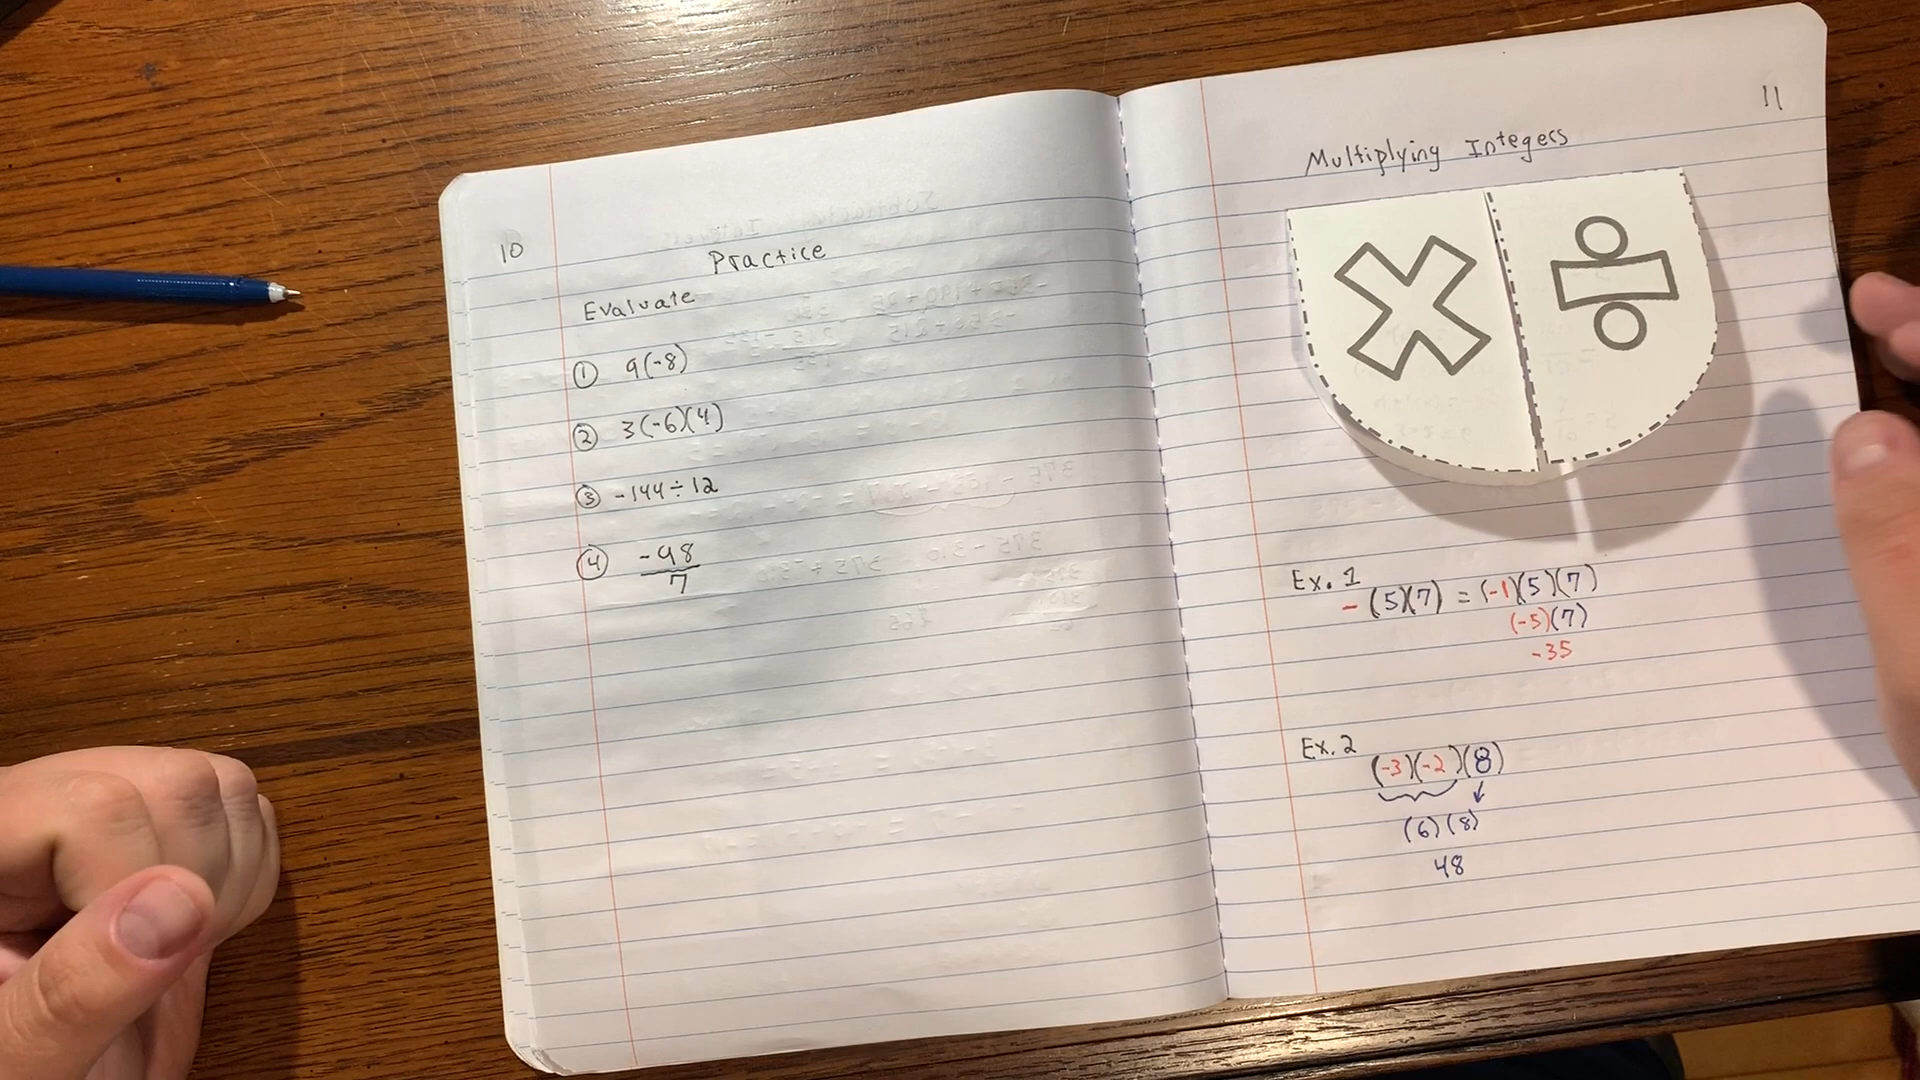 10
Practice
Evaluate
① 9(-8)
② 3(-6)(4)
③ -144÷12
④ -98
7
11
Multiplying Integers
Ex. 1
-(5)(7) = (-1)(5)(7)
(-5)(7)
-35
Ex. 2
(-3)(-2)(8)
(6)(8)
48